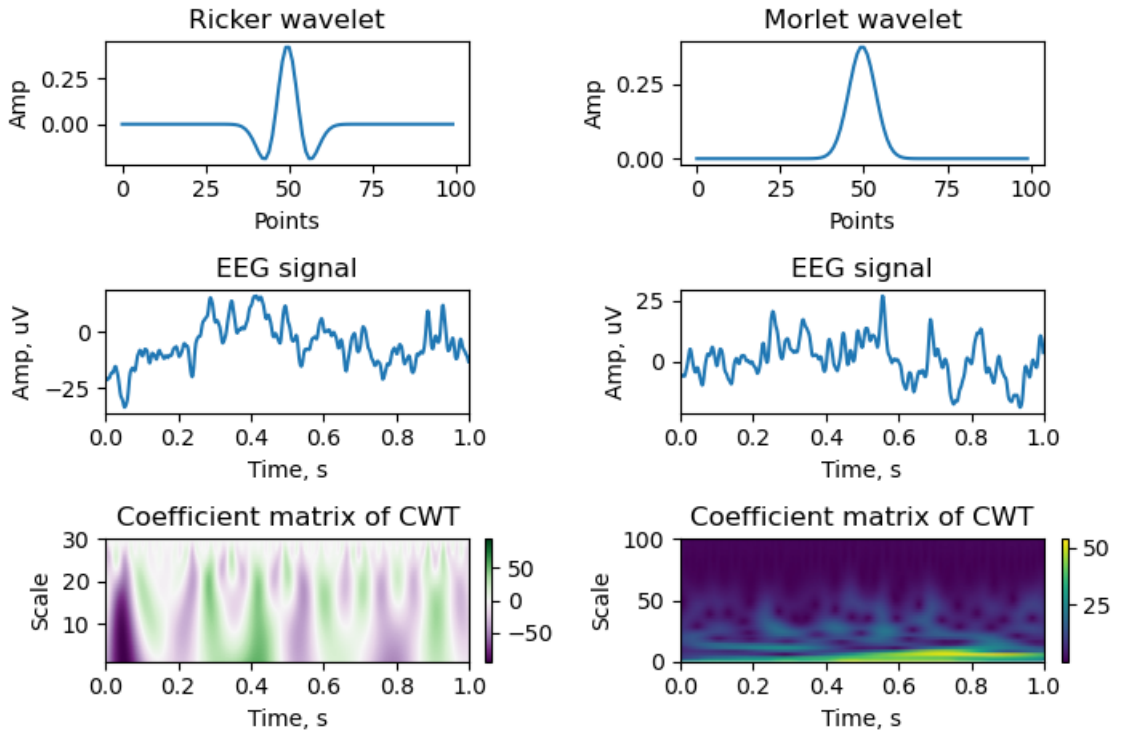 Ricker wavelet
Amp
0.25
0.00
0 25 50 75 100
Points
Morlet wavelet
Amp
0.25
0.00
0 25 50 75 100
Points
EEG signal
Amp, uV
0
−25
0.0 0.2 0.4 0.6 0.8 1.0
Time, s
EEG signal
Amp, uV
25
0
0.0 0.2 0.4 0.6 0.8 1.0
Time, s
Coefficient matrix of CWT
Scale
30
20
10
0.0 0.2 0.4 0.6 0.8 1.0
Time, s
50
0
−50
Coefficient matrix of CWT
Scale
100
50
0
0.0 0.2 0.4 0.6 0.8 1.0
Time, s
50
25